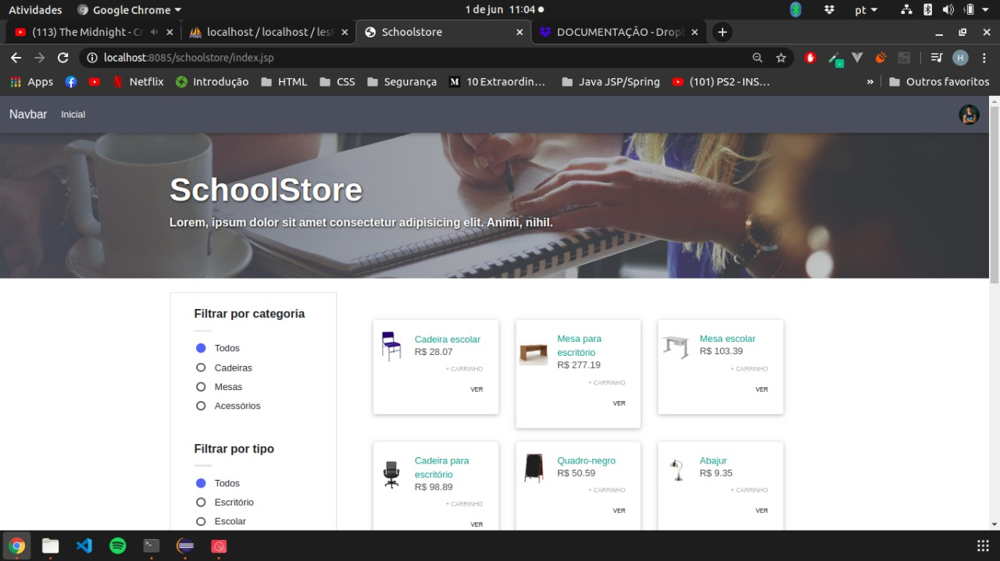 Atividades
Google Chrome
1 de jun 11:04
pt
(113) The Midnight - Cr
localhost / localhost / les
Schoolstore
DOCUMENTAÇÃO - Drop
localhost:8085/schoolstore/index.jsp
H
Apps
Netflix
Introdução
HTML
CSS
Segurança
M
10 Extraordin…
Java JSP/Spring
(101) PS2 - INS…
»
Outros favoritos
Navbar
Inicial
SchoolStore
Lorem, ipsum dolor sit amet consectetur adipisicing elit. Animi, nihil.
Filtrar por categoria
Todos
Cadeiras
Mesas
Acessórios
Filtrar por tipo
Todos
Escritório
Escolar
Cadeira escolar
R$ 28.07
+ CARRINHO
VER
Mesa para
escritório
R$ 277.19
+ CARRINHO
VER
Mesa escolar
R$ 103.39
+ CARRINHO
VER
Cadeira para
escritório
R$ 98.89
+ CARRINHO
VER
Quadro-negro
R$ 50.59
+ CARRINHO
VER
Abajur
R$ 9.35
+ CARRINHO
VER